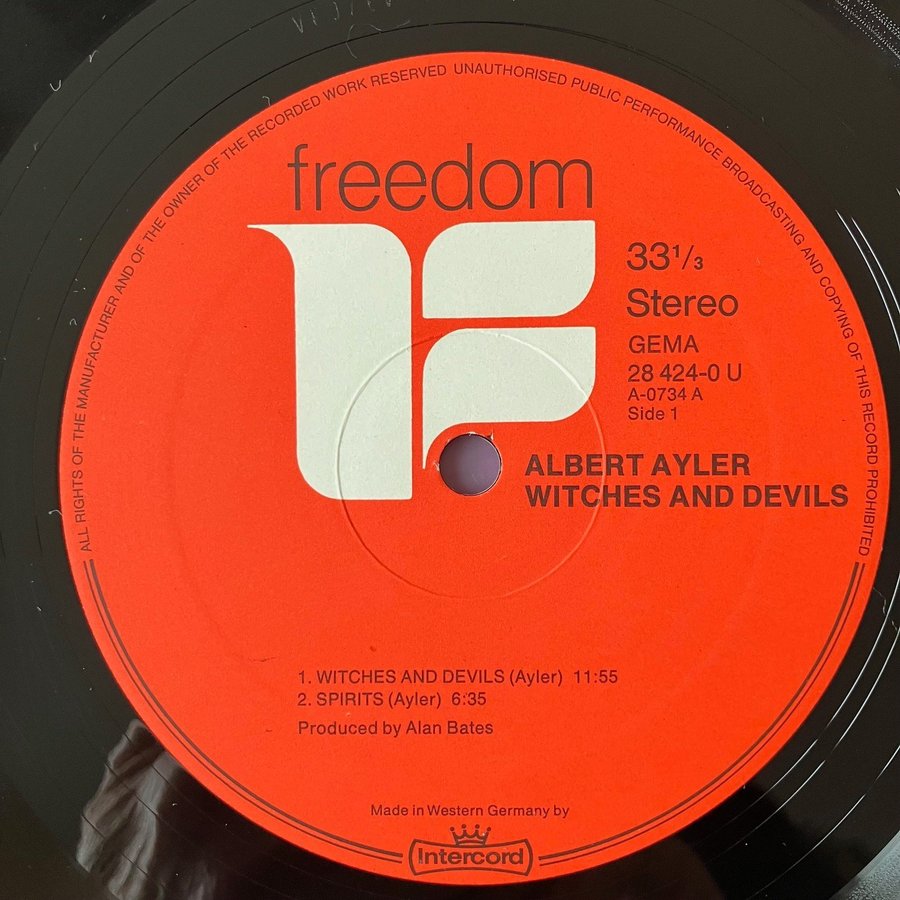 ALL RIGHTS OF THE MANUFACTURER AND OF THE OWNER OF THE RECORDED WORK RESERVED UNAUTHORISED PUBLIC PERFORMANCE BROADCASTING AND COPYING OF THIS RECORD PROHIBITED
freedom
33⅓
Stereo
GEMA
28 424-0 U
A-0734 A
Side 1
ALBERT AYLER
WITCHES AND DEVILS
1. WITCHES AND DEVILS (Ayler) 11:55
2. SPIRITS (Ayler) 6:35
Produced by Alan Bates
Made in Western Germany by
Intercord